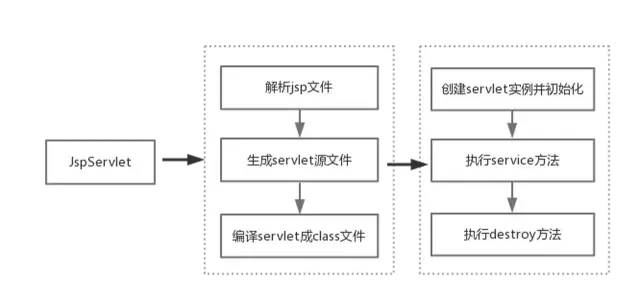 JspServlet
解析jsp文件
生成servlet源文件
编译servlet成class文件
创建servlet实例并初始化
执行service方法
执行destroy方法